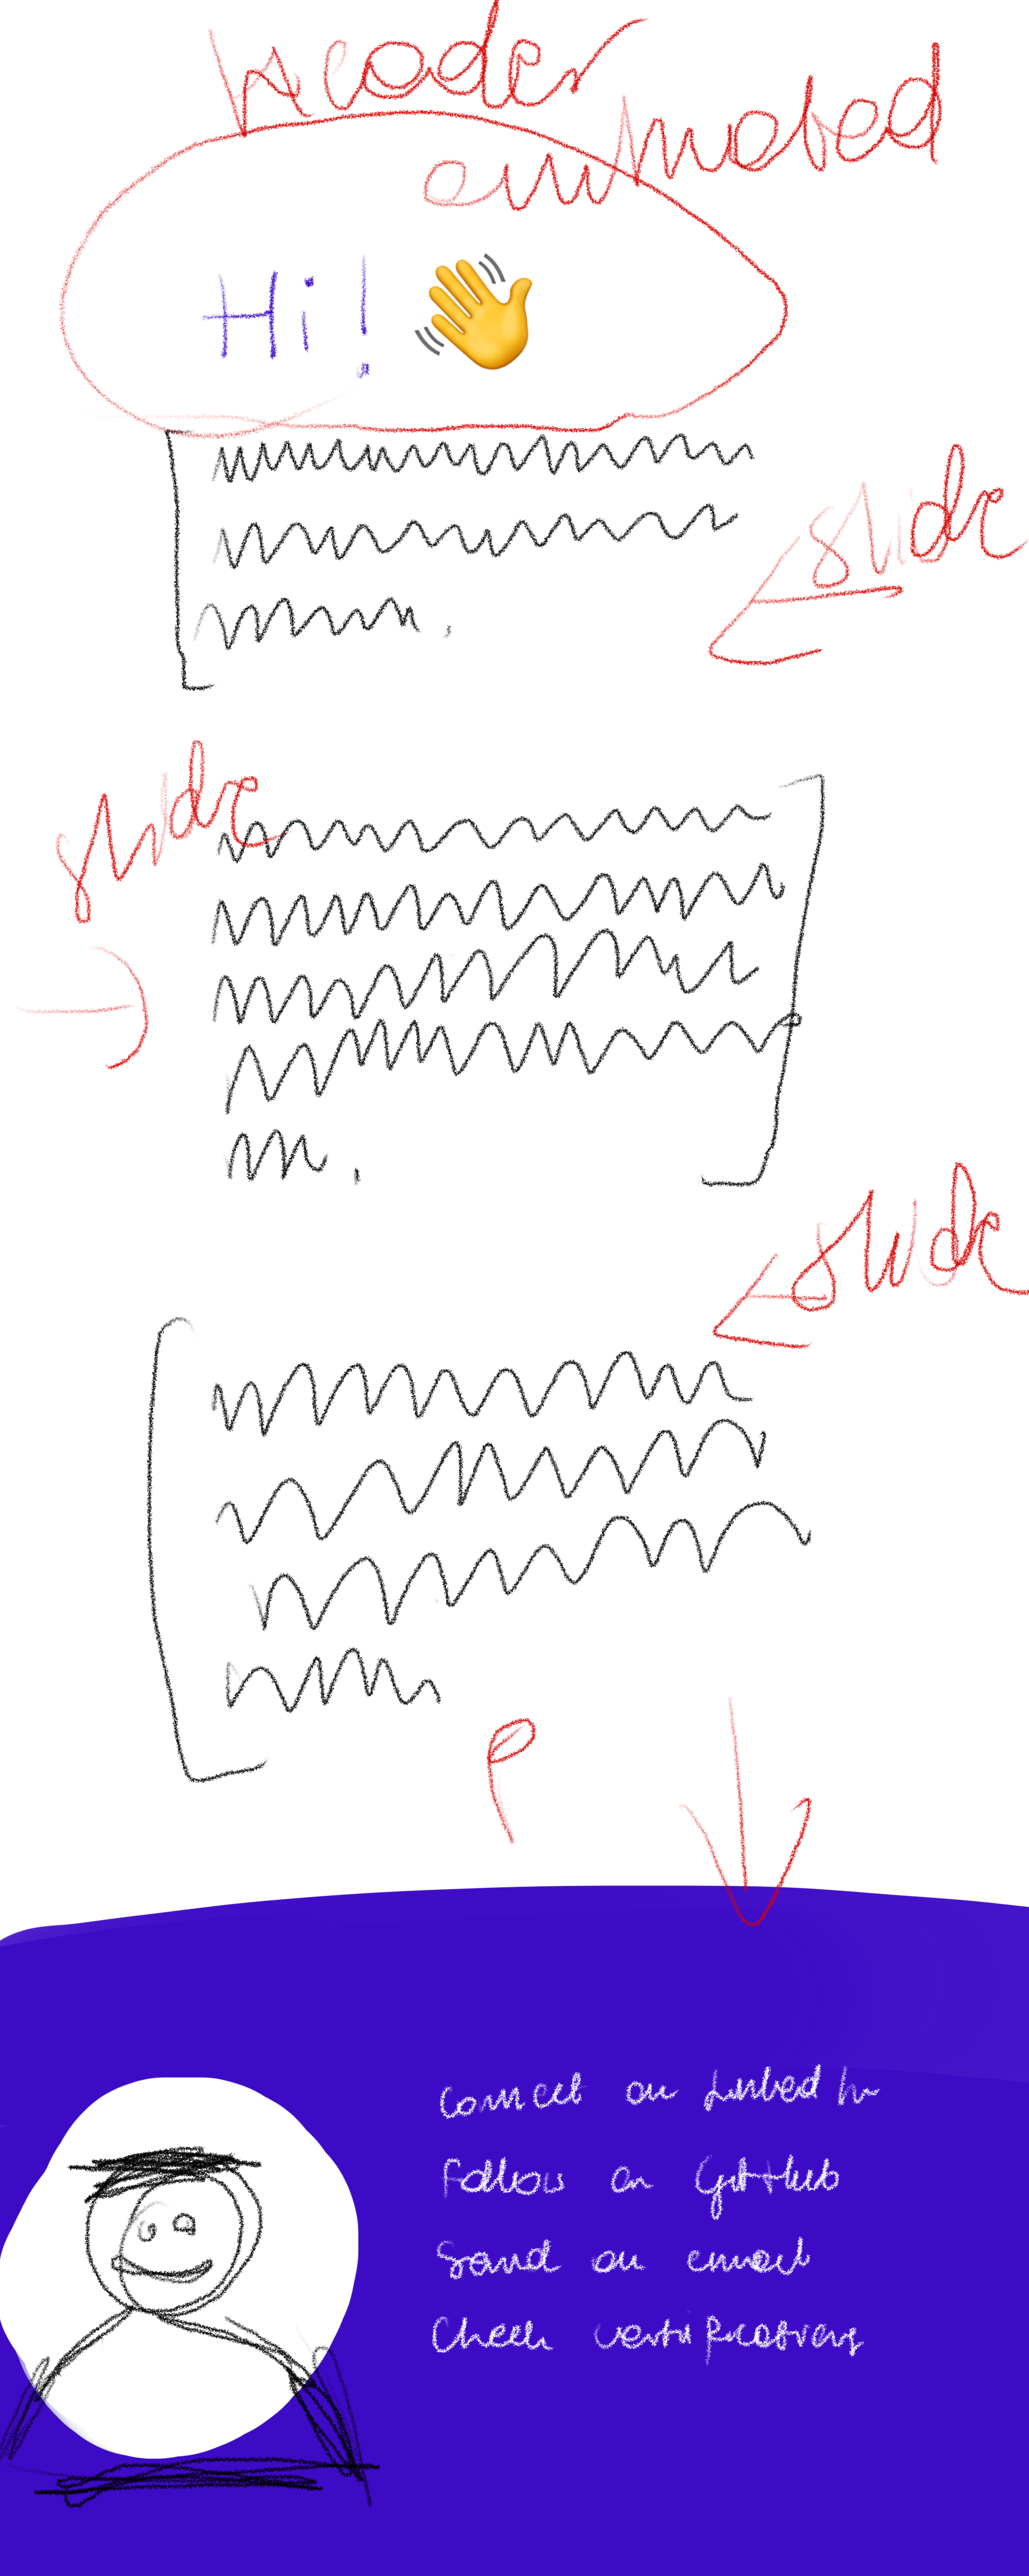 Header
animated
Hi!
slide
slide
slide
Connect on Linked In
Follow on GitHub
Send an email
Check certifications